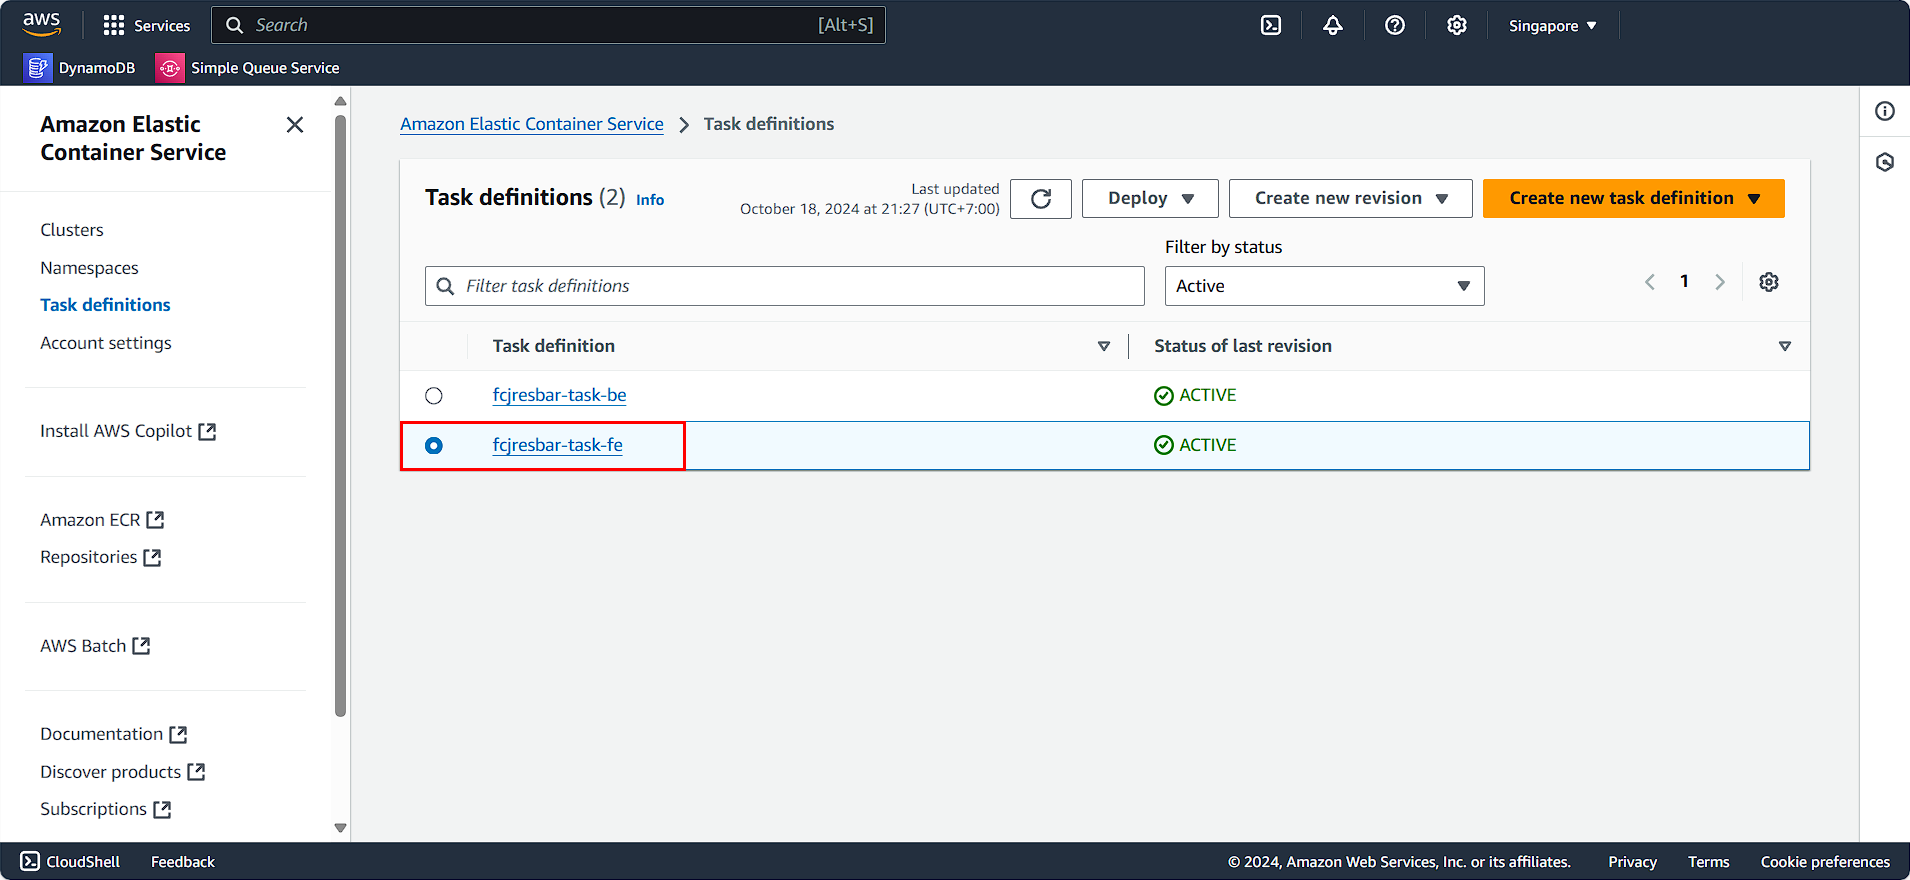 aws
Services
Search
[Alt+S]
Singapore
DynamoDB
Simple Queue Service
Amazon Elastic
Container Service
Clusters
Namespaces
Task definitions
Account settings
Install AWS Copilot
Amazon ECR
Repositories
AWS Batch
Documentation
Discover products
Subscriptions
Amazon Elastic Container Service
Task definitions
Task definitions (2) Info
Last updated
October 18, 2024 at 21:27 (UTC+7:00)
Deploy
Create new revision
Create new task definition
Filter by status
Filter task definitions
Active
1
Task definition
Status of last revision
fcjresbar-task-be
ACTIVE
fcjresbar-task-fe
ACTIVE
CloudShell
Feedback
© 2024, Amazon Web Services, Inc. or its affiliates.
Privacy
Terms
Cookie preferences